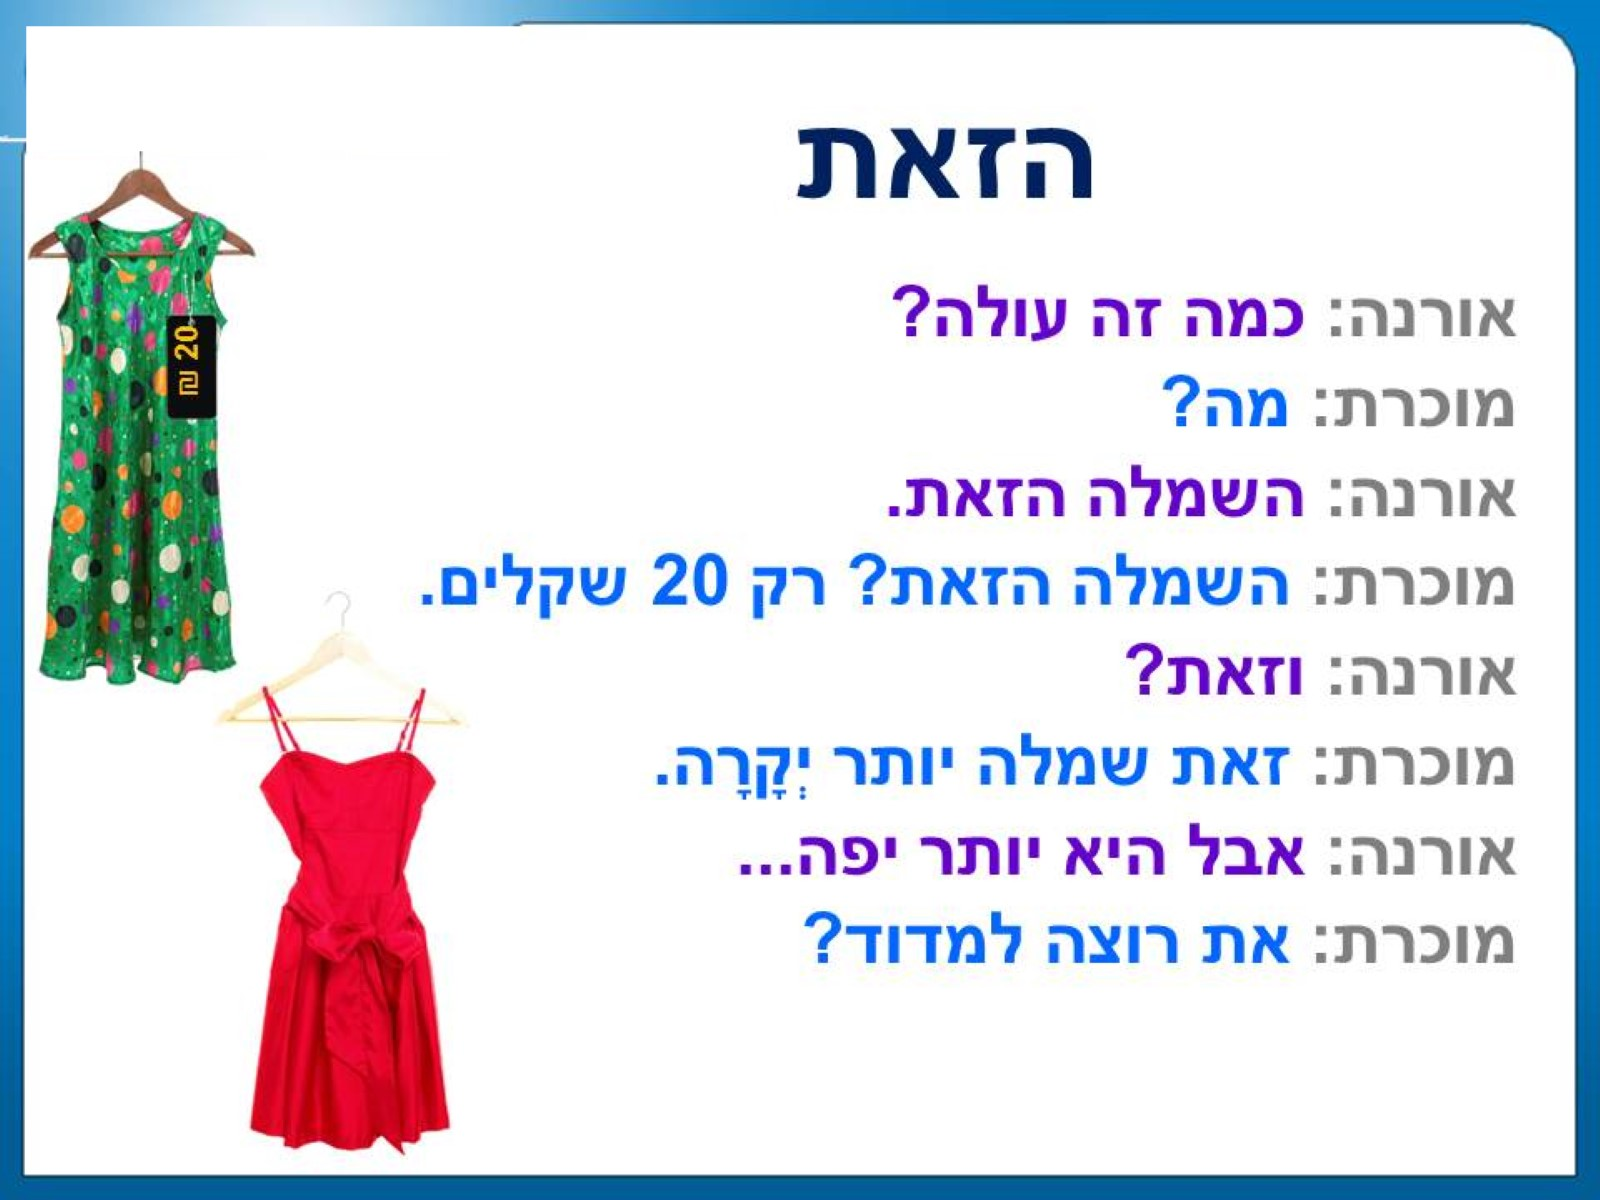 הזאת
אורנה: כמה זה עולה?
מוכרת: מה?
אורנה: השמלה הזאת.
מוכרת: השמלה הזאת? רק 20 שקלים.
אורנה: וזאת?
מוכרת: זאת שמלה יותר יְקָרָה.
אורנה: אבל היא יותר יפה...
מוכרת: את רוצה למדוד?
20 ₪